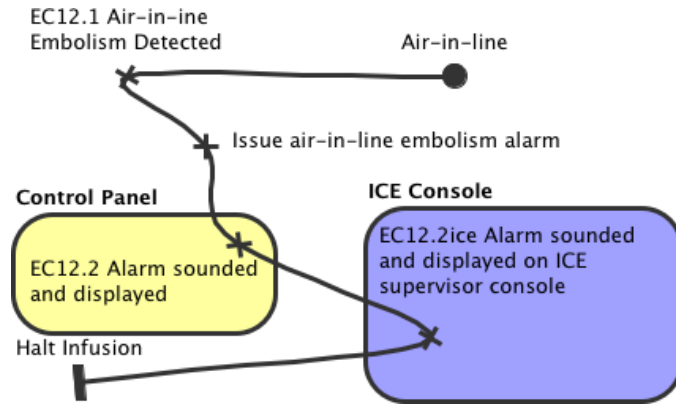 EC12.1 Air-in-ine
Embolism Detected
Air-in-line
Issue air-in-line embolism alarm
Control Panel
EC12.2 Alarm sounded
and displayed
ICE Console
EC12.2ice Alarm sounded
and displayed on ICE
supervisor console
Halt Infusion